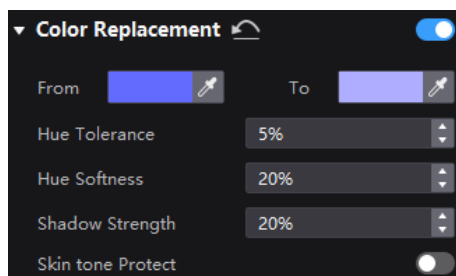 Color Replacement
From To
Hue Tolerance 5%
Hue Softness 20%
Shadow Strength 20%
Skin tone Protect